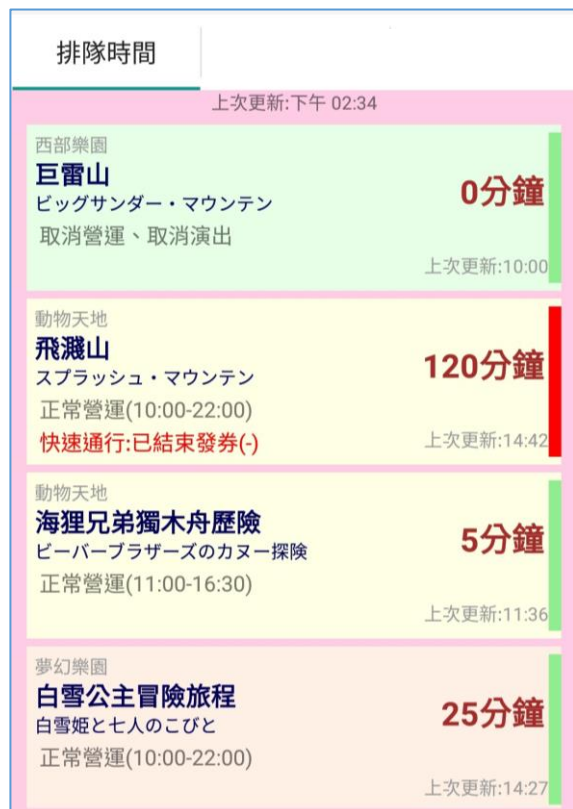 排隊時間
上次更新:下午 02:34
西部樂園
巨雷山
ビッグサンダー・マウンテン
0分鐘
取消營運、取消演出
上次更新:10:00
動物天地
飛濺山
スプラッシュ・マウンテン
120分鐘
正常營運(10:00-22:00)
快速通行:已結束發券(-)
上次更新:14:42
動物天地
海狸兄弟獨木舟歷險
ビーバーブラザーズのカヌー探険
5分鐘
正常營運(11:00-16:30)
上次更新:11:36
夢幻樂園
白雪公主冒險旅程
白雪姫と七人のこびと
25分鐘
正常營運(10:00-22:00)
上次更新:14:27